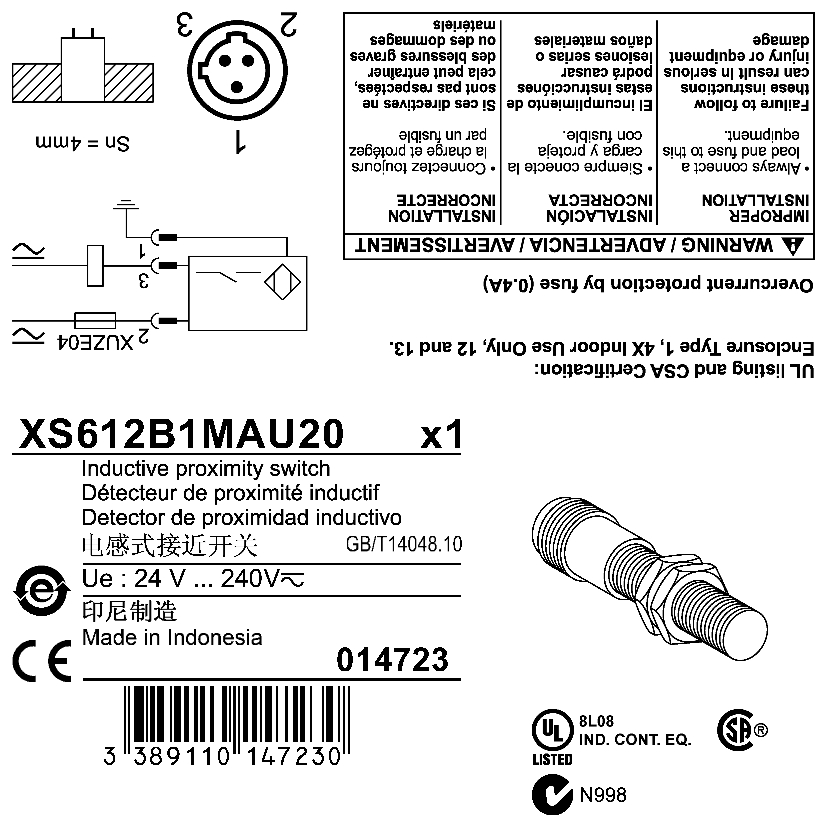 XS612B1MAU20 x1
Inductive proximity switch
Détecteur de proximité inductif
Detector de proximidad inductivo
电感式接近开关 GB/T14048.10
Ue : 24 V ... 240V
印尼制造
Made in Indonesia
014723
3 389110 147230
UL
LISTED
8L08
IND. CONT. EQ.
SA ®
N998
UL listing and CSA Certification:
Enclosure Type 1, 4X Indoor Use Only, 12 and 13.
Overcurrent protection by fuse (0.4A)
WARNING / ADVERTENCIA / AVERTISSEMENT
IMPROPER
INSTALLATION
• Always connect a
load and fuse to this
equipment.
Failure to follow
these instructions
can result in serious
injury or equipment
damage
INSTALACIÓN
INCORRECTA
• Siempre conecte la
carga y proteja
con fusible.
El incumplimiento de
estas instrucciónes
podrá causar
lesiones serias o
daños materiales
INSTALLATION
INCORRECTE
• Connectez toujours
la charge et protégez
par un fusible
Si ces directives ne
sont pas respectées,
cela peut entraîner
des blessures graves
ou des dommages
matériels
2 XUZE04
3
1
Sn = 4mm
1
2
3